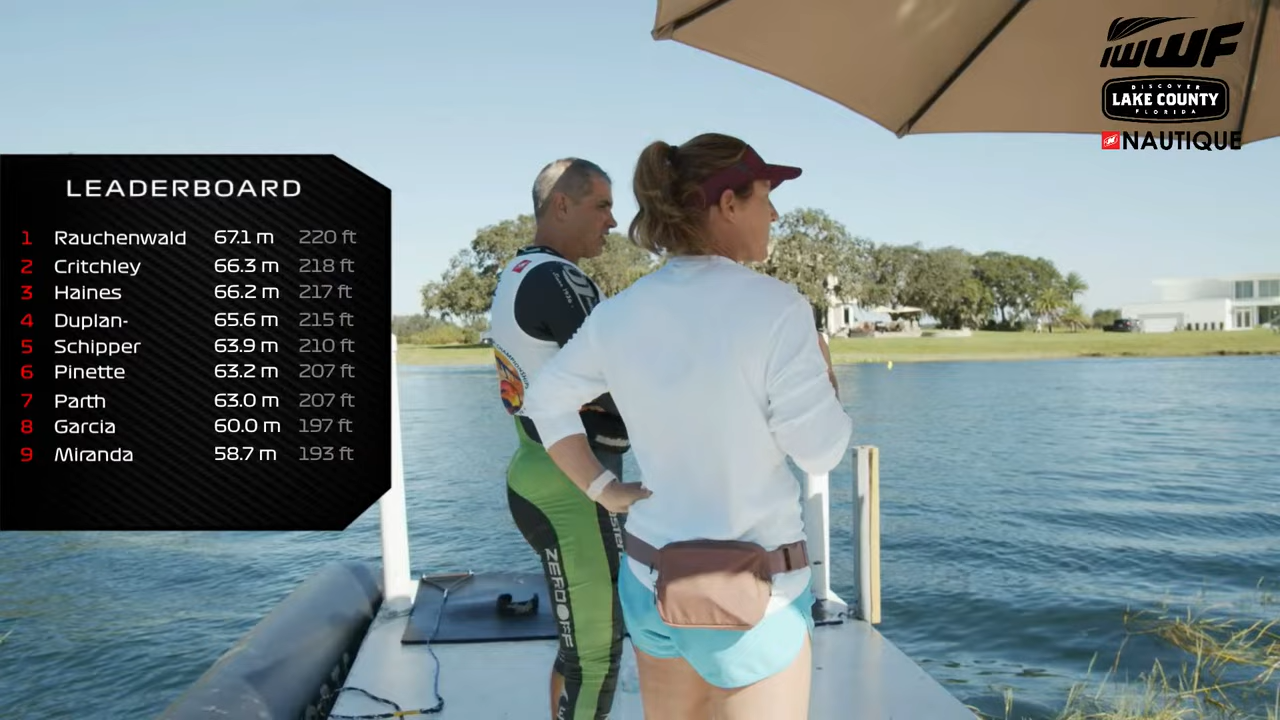 IWWF
DISCOVER
LAKE COUNTY
FLORIDA
NAUTIQUE
LEADERBOARD
1 Rauchenwald 67.1 m 220 ft
2 Critchley 66.3 m 218 ft
3 Haines 66.2 m 217 ft
4 Duplan- 65.6 m 215 ft
5 Schipper 63.9 m 210 ft
6 Pinette 63.2 m 207 ft
7 Parth 63.0 m 207 ft
8 Garcia 60.0 m 197 ft
9 Miranda 58.7 m 193 ft
ZEROOFF